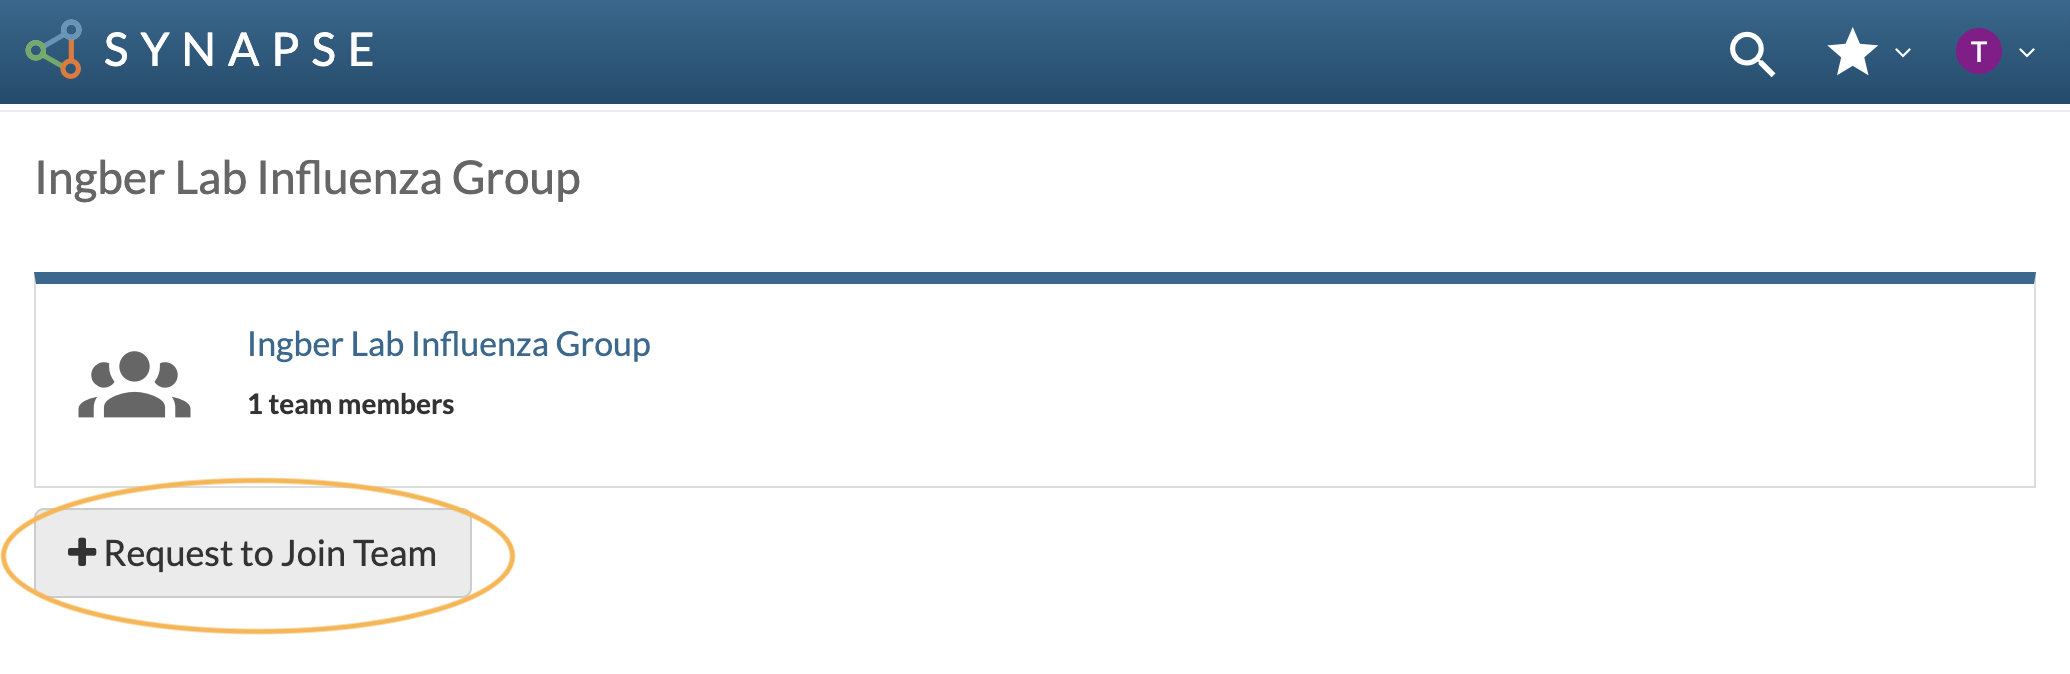 SYNAPSE
T
Ingber Lab Influenza Group
Ingber Lab Influenza Group
1 team members
Request to Join Team